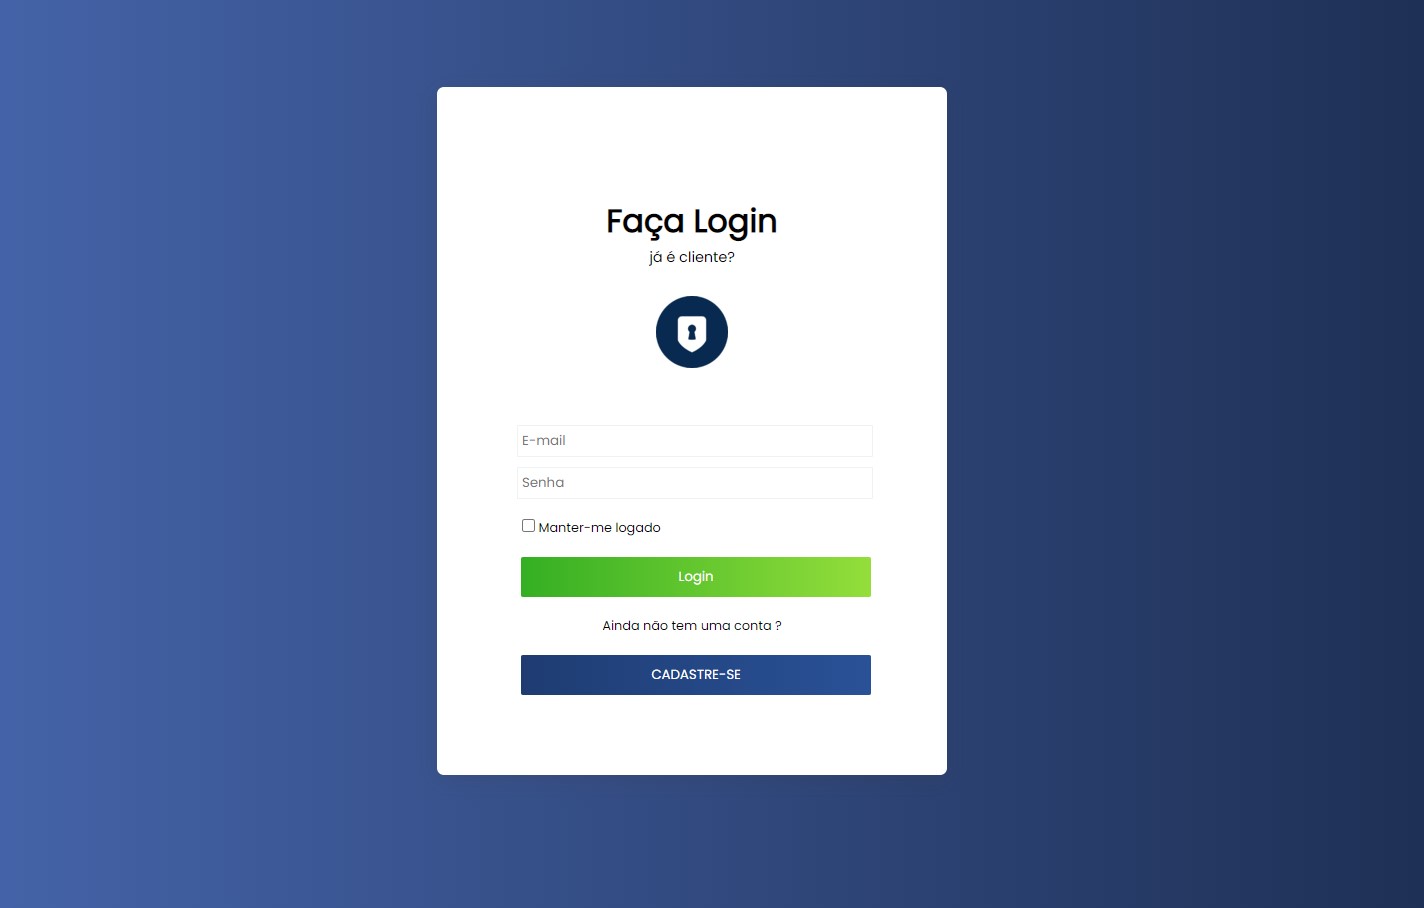 Faça Login
já é cliente?
E-mail
Senha
Manter-me logado
Login
Ainda não tem uma conta ?
CADASTRE-SE